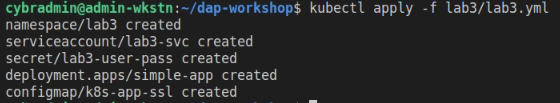 cybradmin@admin-wkstn:~/dap-workshop$ kubectl apply -f lab3/lab3.yml
namespace/lab3 created
serviceaccount/lab3-svc created
secret/lab3-user-pass created
deployment.apps/simple-app created
configmap/k8s-app-ssl created